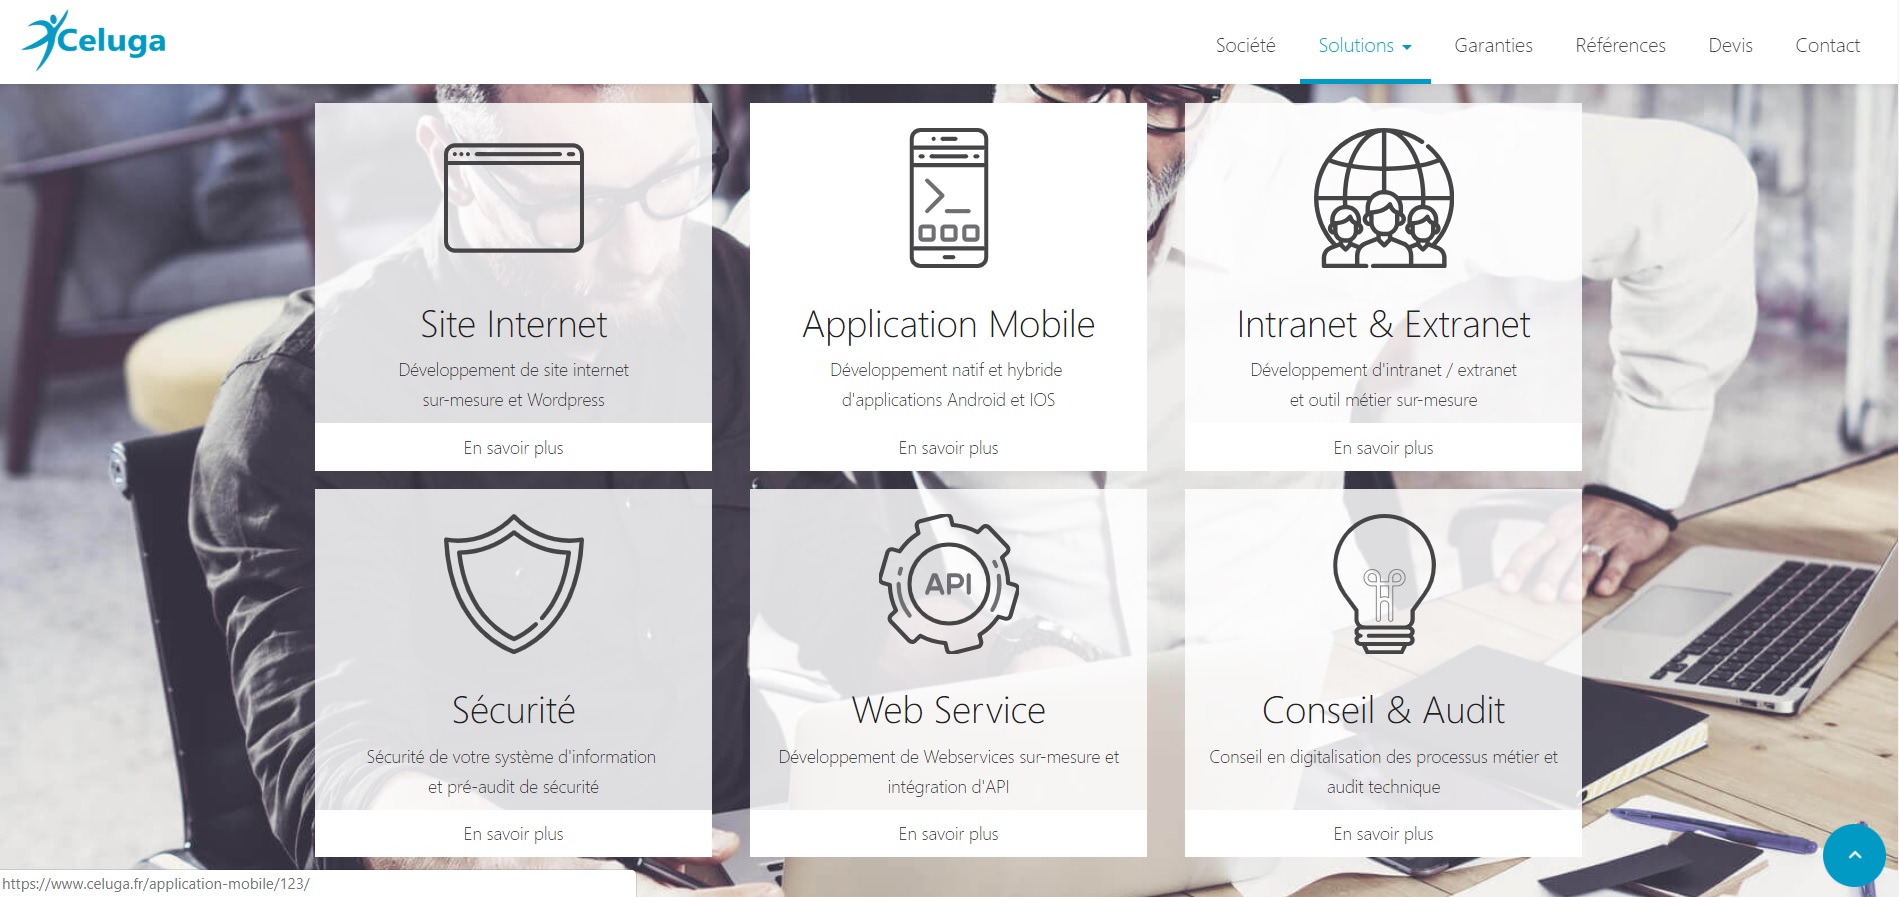 Celuga
Société
Solutions
Garanties
Références
Devis
Contact
Site Internet
Développement de site internet
sur-mesure et Wordpress
En savoir plus
Application Mobile
Développement natif et hybride
d'applications Android et IOS
En savoir plus
Intranet & Extranet
Développement d'intranet / extranet
et outil métier sur-mesure
En savoir plus
Sécurité
Sécurité de votre système d'information
et pré-audit de sécurité
En savoir plus
API
Web Service
Développement de Webservices sur-mesure et
intégration d'API
En savoir plus
Conseil & Audit
Conseil en digitalisation des processus métier et
audit technique
En savoir plus
https://www.celuga.fr/application-mobile/123/